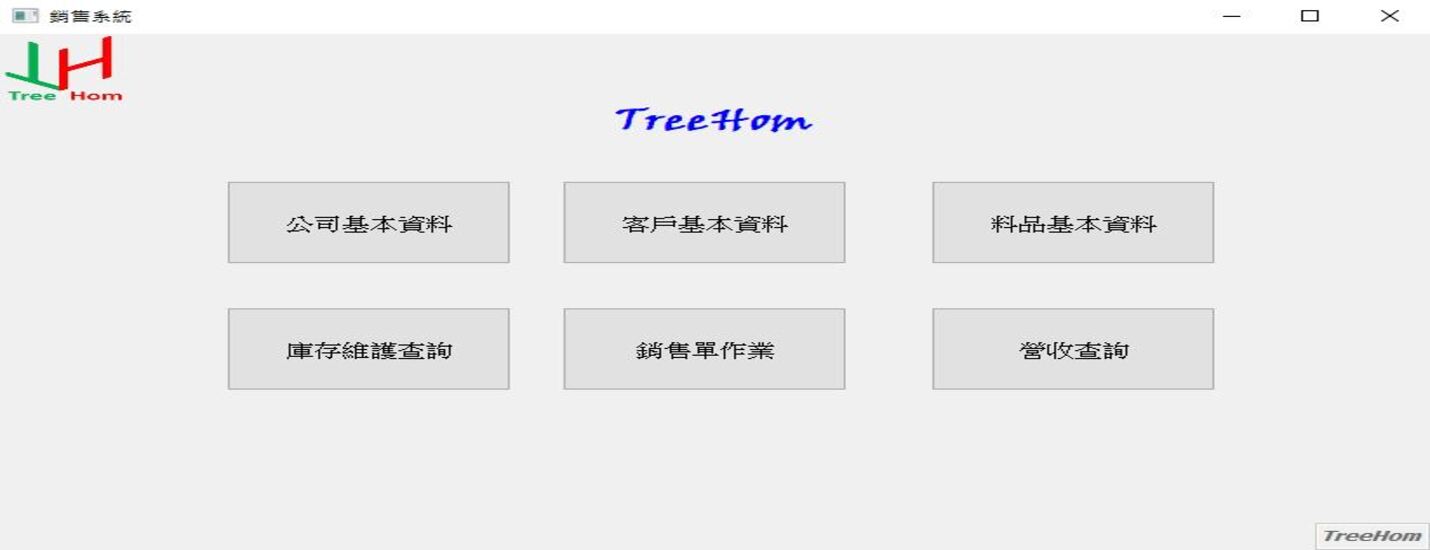 銷售系統
Tree Hom
TreeHom
公司基本資料
客戶基本資料
料品基本資料
庫存維護查詢
銷售單作業
營收查詢
TreeHom